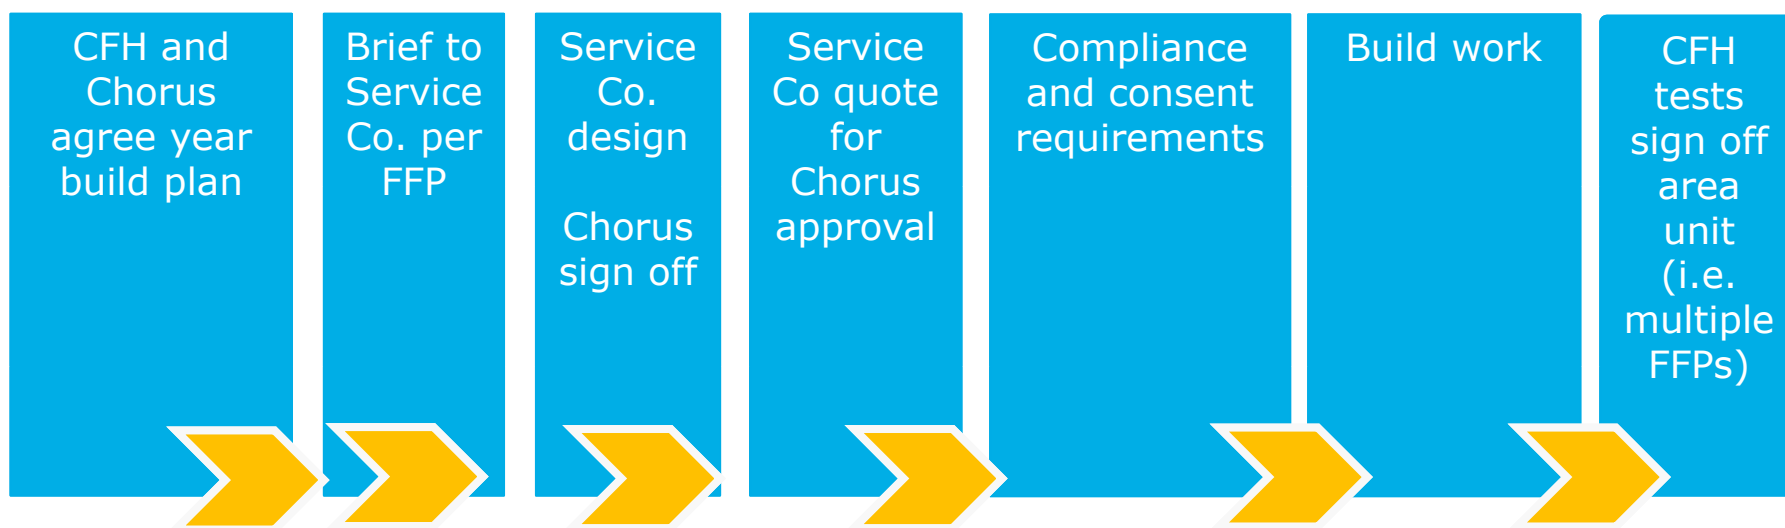 CFH and
Chorus
agree year
build plan
Brief to
Service
Co. per
FFP
Service
Co.
design
Chorus
sign off
Service
Co quote
for
Chorus
approval
Compliance
and consent
requirements
Build work
CFH
tests
sign off
area
unit
(i.e.
multiple
FFPs)